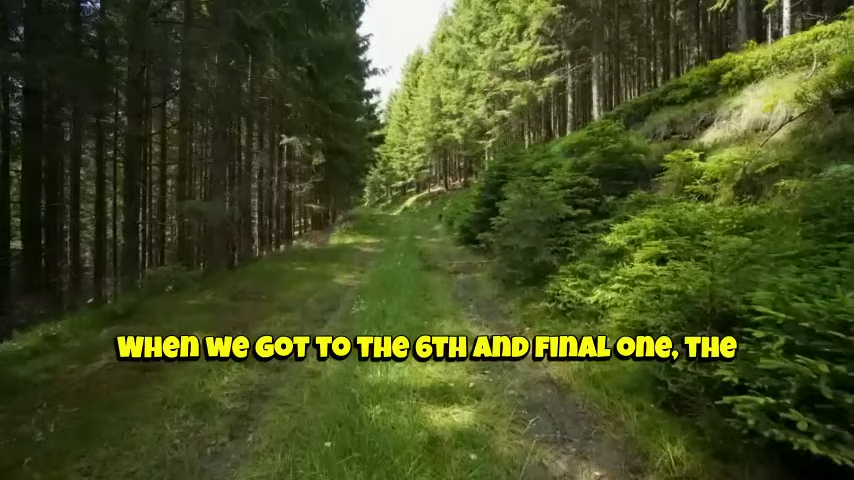 When we got to the 6th and final one, the